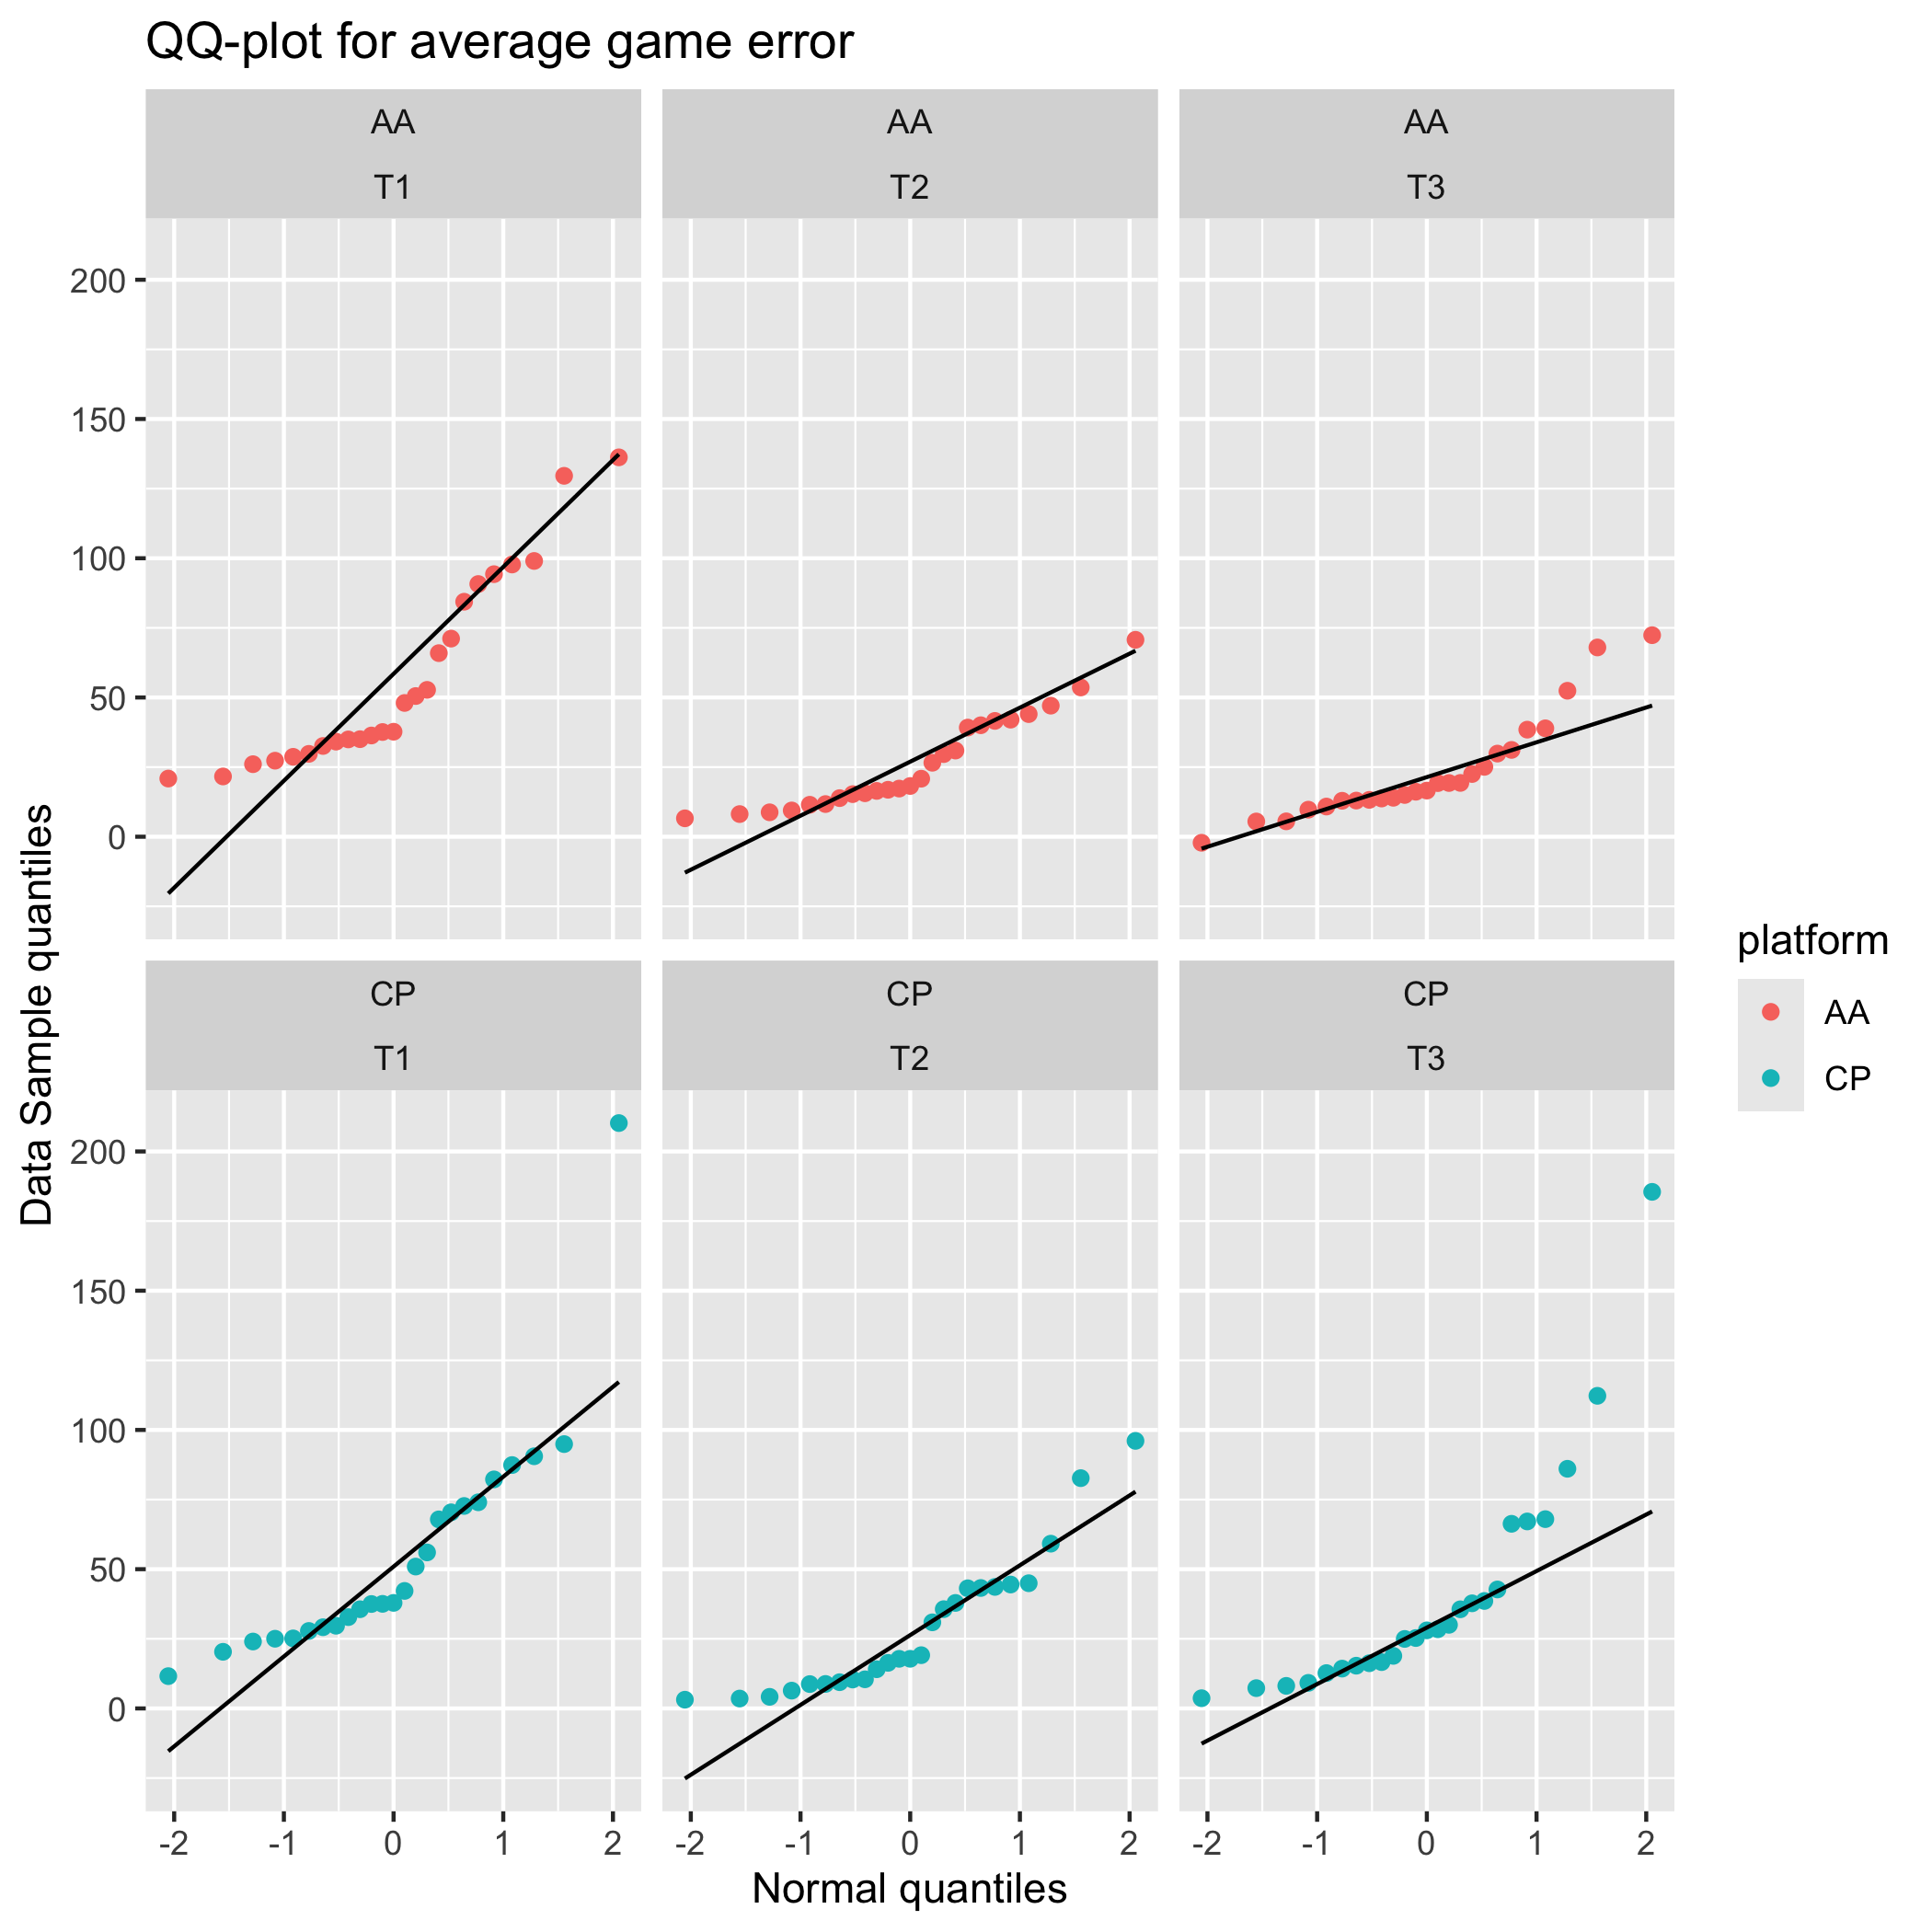 QQ-plot for average game error
AA
T1
AA
T2
AA
T3
200
150
100
50
0
CP
T1
CP
T2
CP
T3
200
150
100
50
0
-2 -1 0 1 2
-2 -1 0 1 2
-2 -1 0 1 2
Normal quantiles
Data Sample quantiles
platform
AA
CP